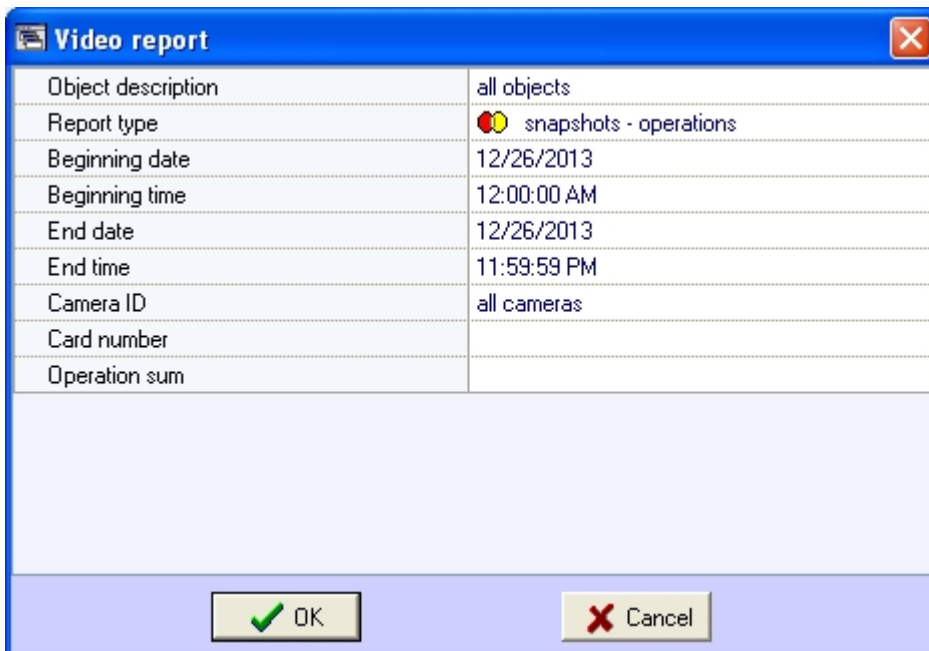 Video report
Object description all objects
Report type snapshots - operations
Beginning date 12/26/2013
Beginning time 12:00:00 AM
End date 12/26/2013
End time 11:59:59 PM
Camera ID all cameras
Card number
Operation sum
OK Cancel